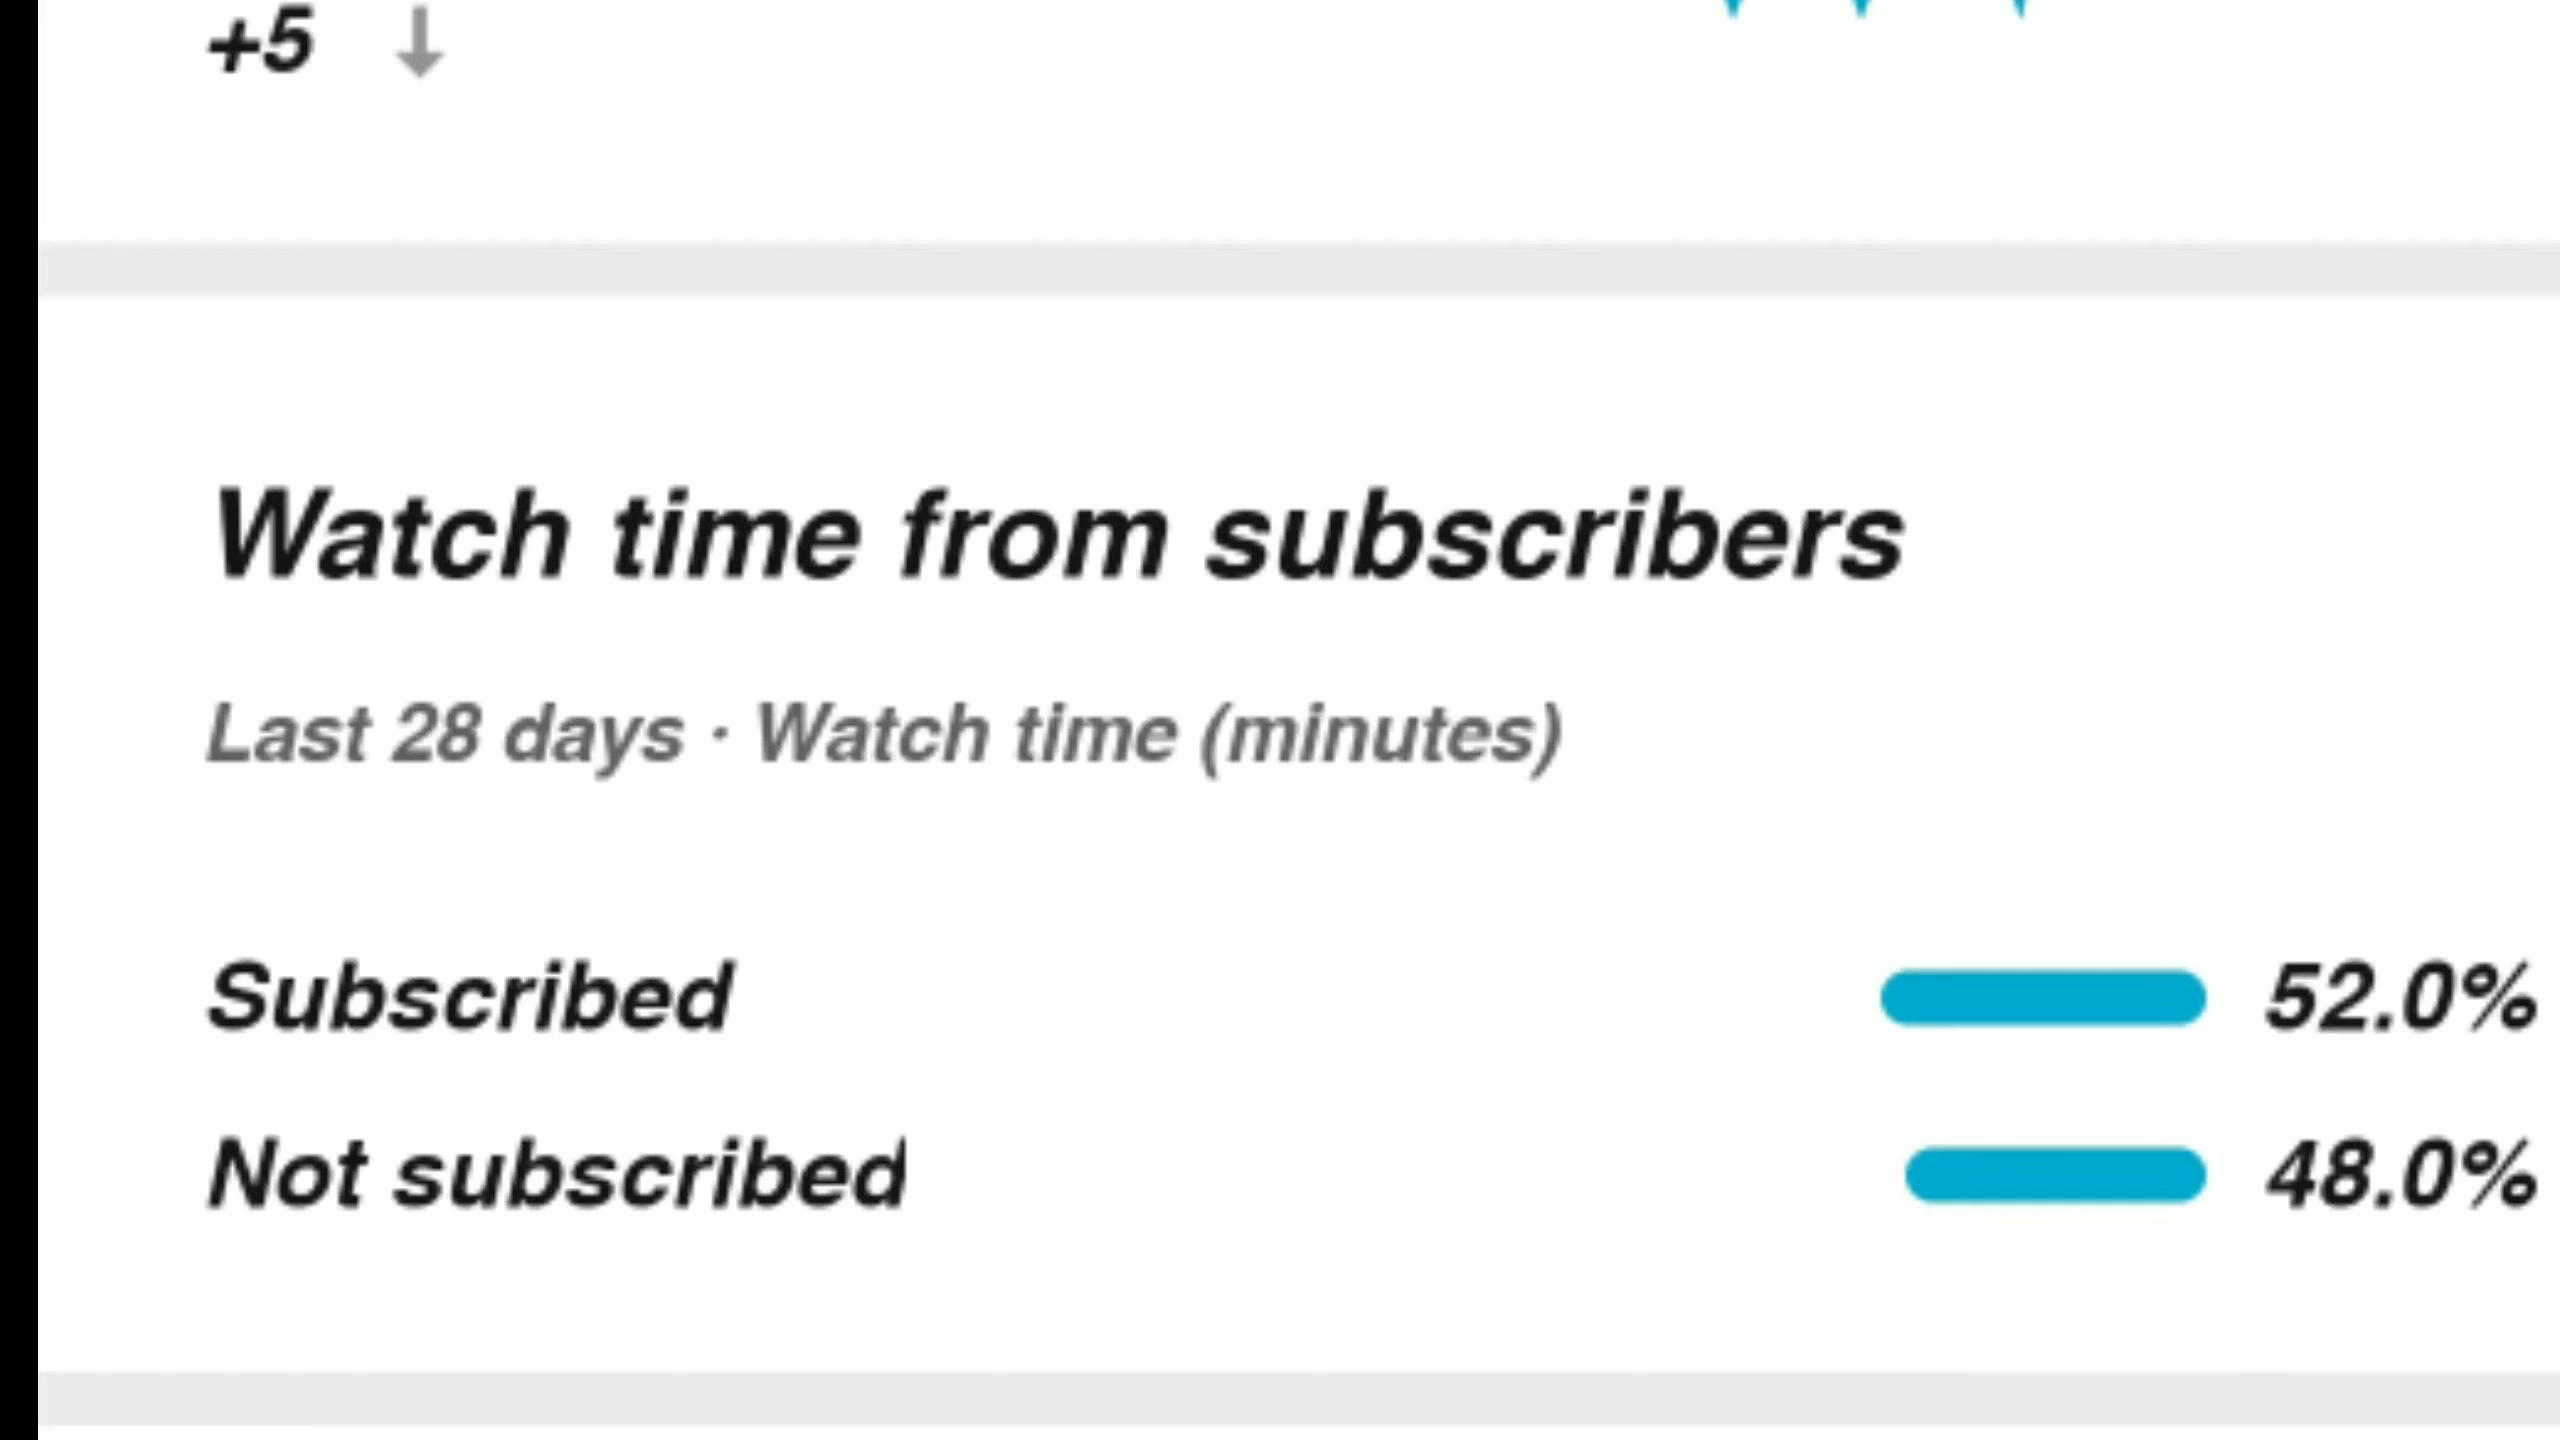 +5
Watch time from subscribers
Last 28 days · Watch time (minutes)
Subscribed 52.0%
Not subscribed 48.0%